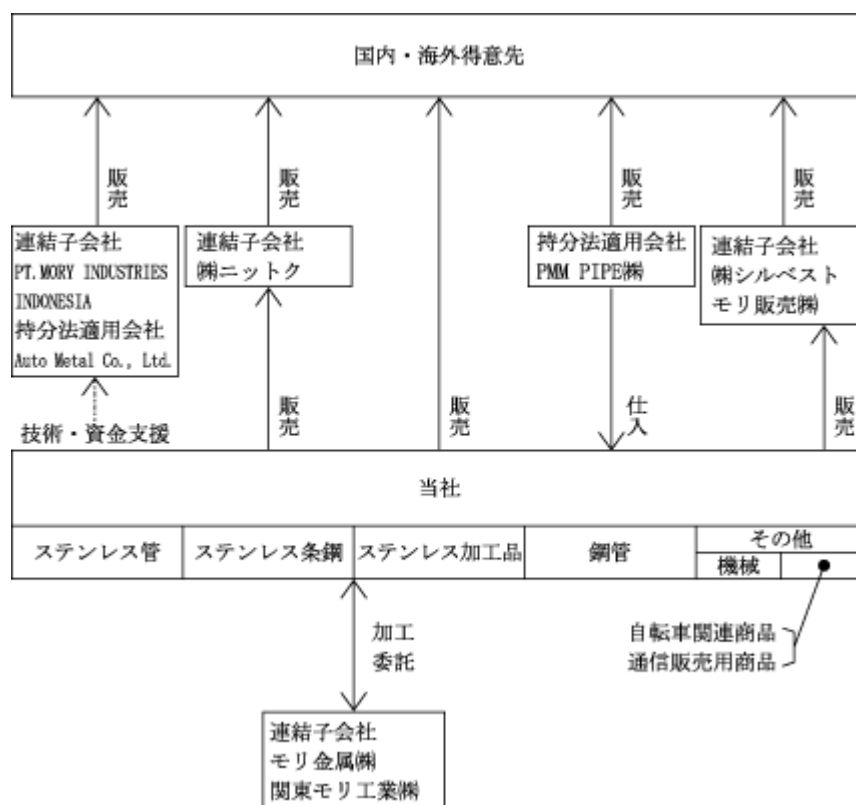 国内・海外得意先
販売
販売
販売
販売
連結子会社
PT.MORY INDUSTRIES
INDONESIA
持分法適用会社
Auto Metal Co., Ltd.
連結子会社
㈱ニットク
持分法適用会社
PMM PIPE㈱
連結子会社
㈱シルベスト
モリ販売㈱
技術・資金支援
販売
販売
仕入
販売
当社
ステンレス管
ステンレス条鋼
ステンレス加工品
鋼管
その他
機械
加工
委託
自転車関連商品
通信販売用商品
連結子会社
モリ金属㈱
関東モリ工業㈱